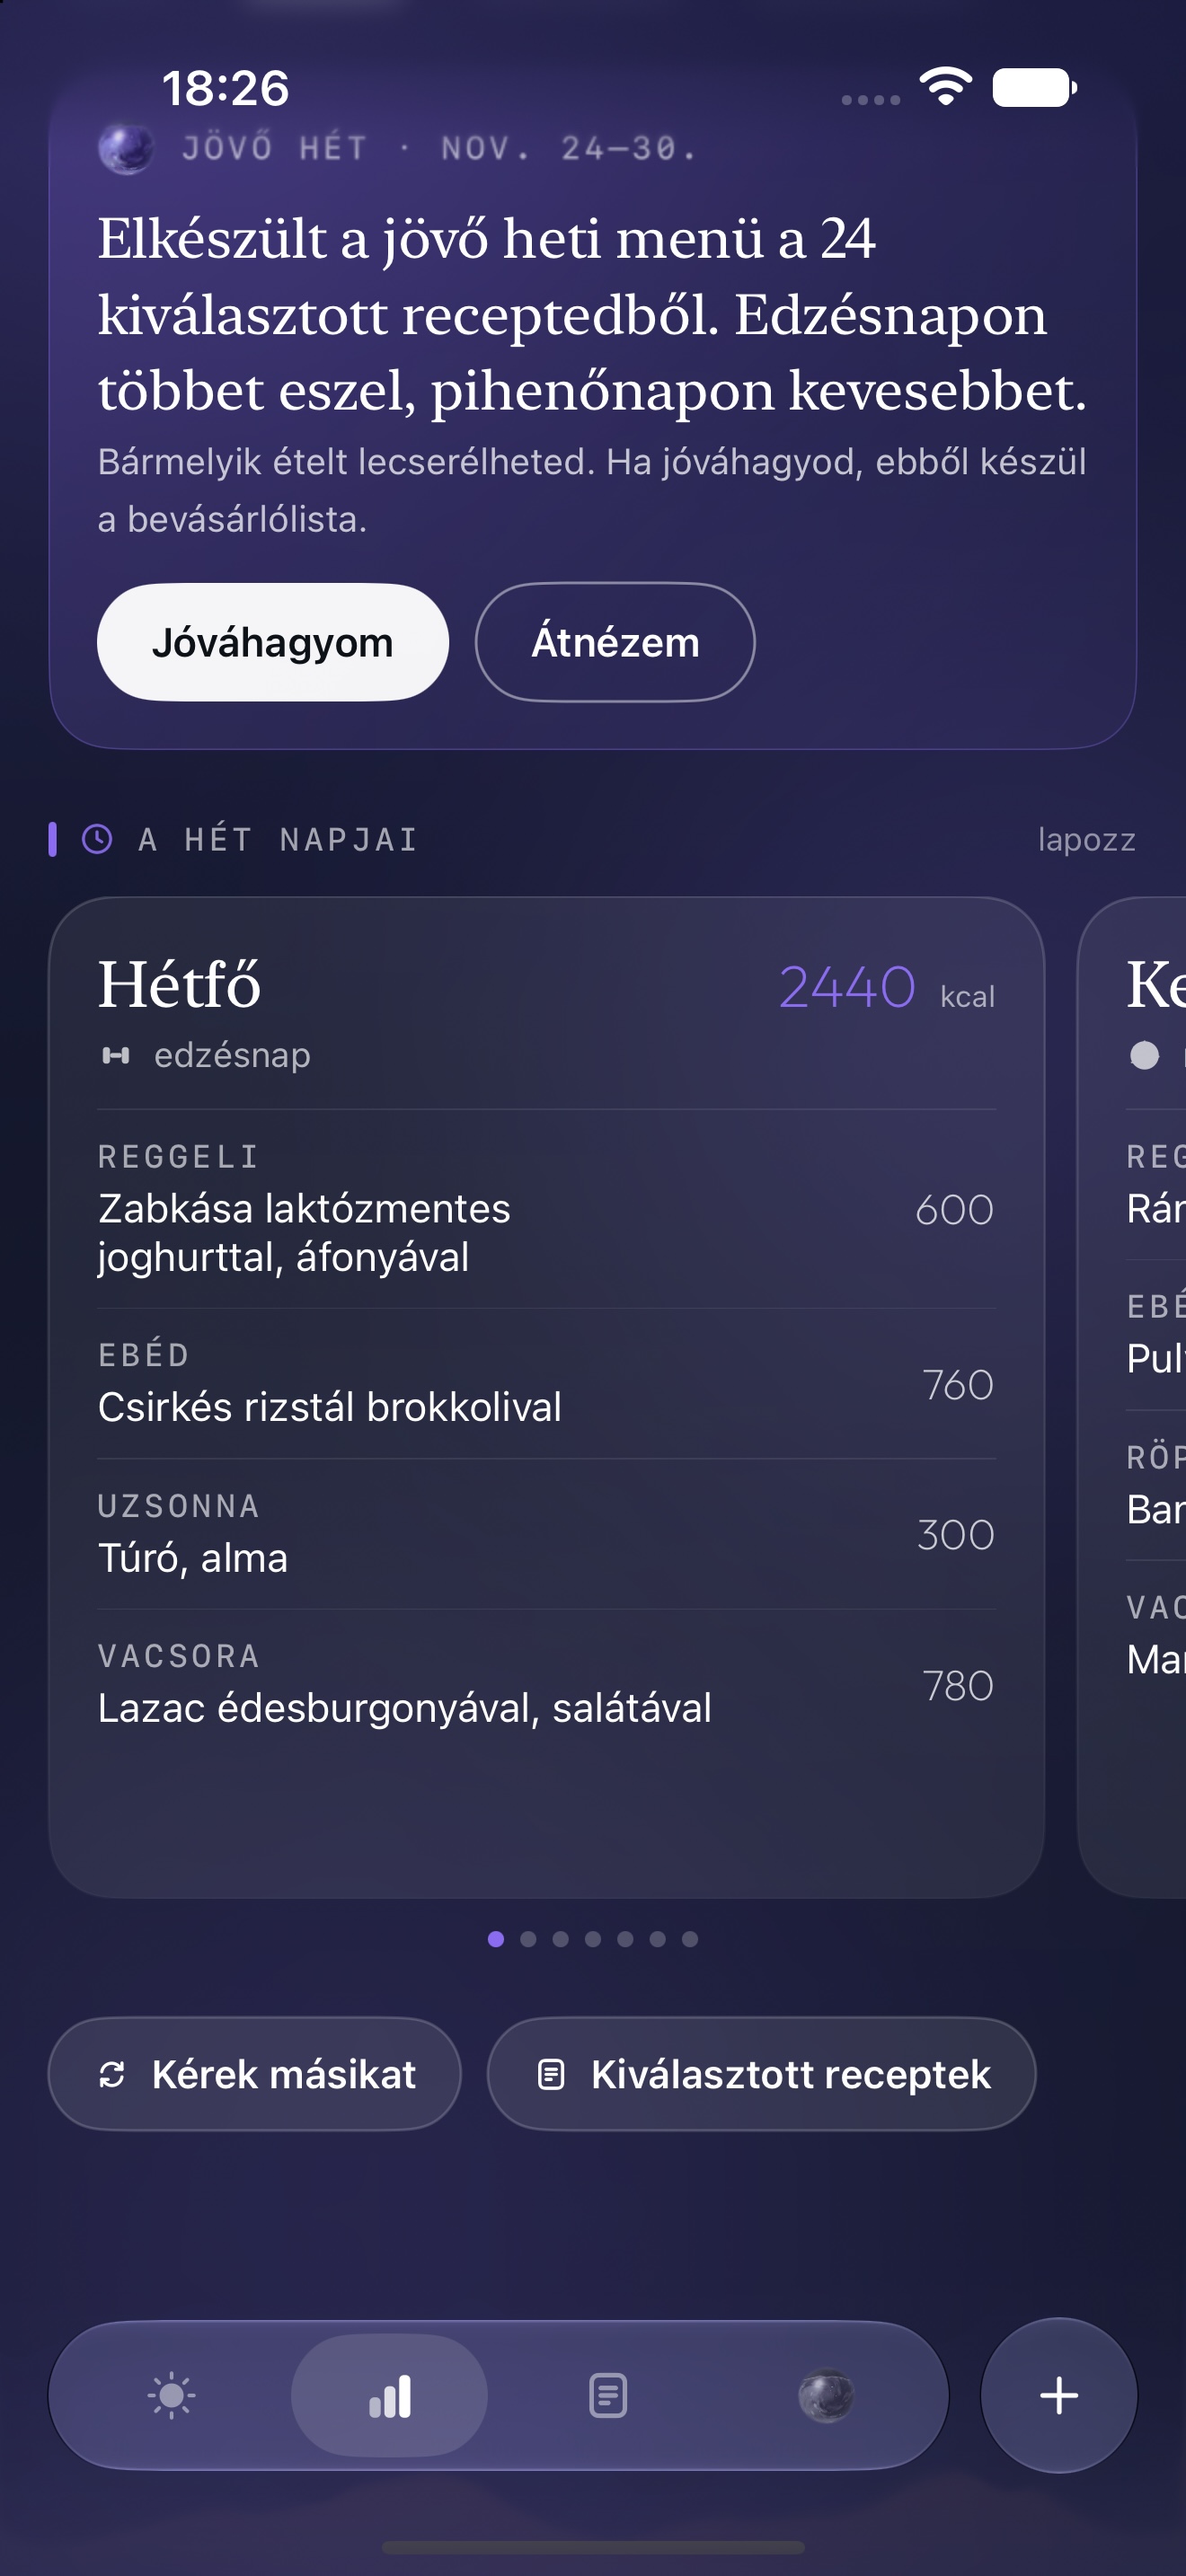 18:26
JÖVŐ HÉT · NOV. 24–30.
Elkészült a jövő heti menü a 24
kiválasztott receptedből. Edzésnapon
többet eszel, pihenőnapon kevesebbet.
Bármelyik ételt lecserélheted. Ha jóváhagyod, ebből készül
a bevásárlólista.
Jóváhagyom
Átnézem
A HÉT NAPJAI
lapozz
Hétfő
2440 kcal
edzésnap
REGGELI
Zabkása laktózmentes
joghurttal, áfonyával
600
EBÉD
Csirkés rizstál brokkolival
760
UZSONNA
Túró, alma
300
VACSORA
Lazac édesburgonyával, salátával
780
Kérek másikat
Kiválasztott receptek